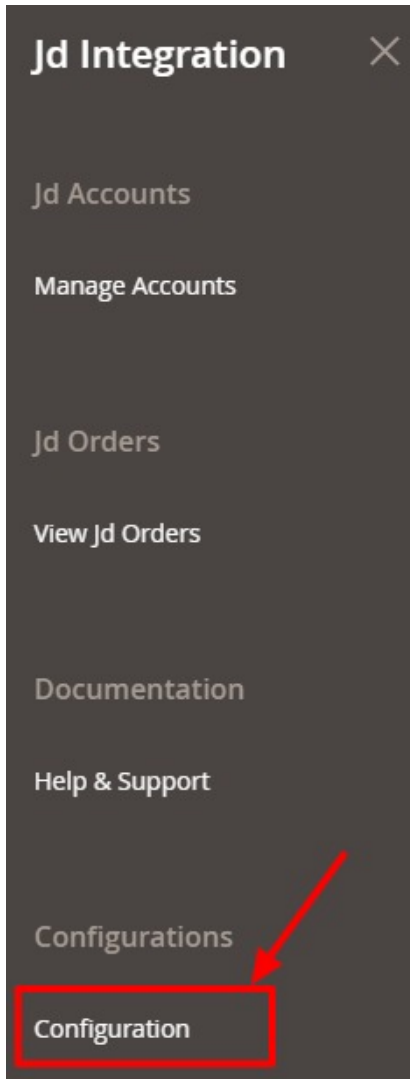 Jd Integration
Jd Accounts
Manage Accounts
Jd Orders
View Jd Orders
Documentation
Help & Support
Configurations
Configuration